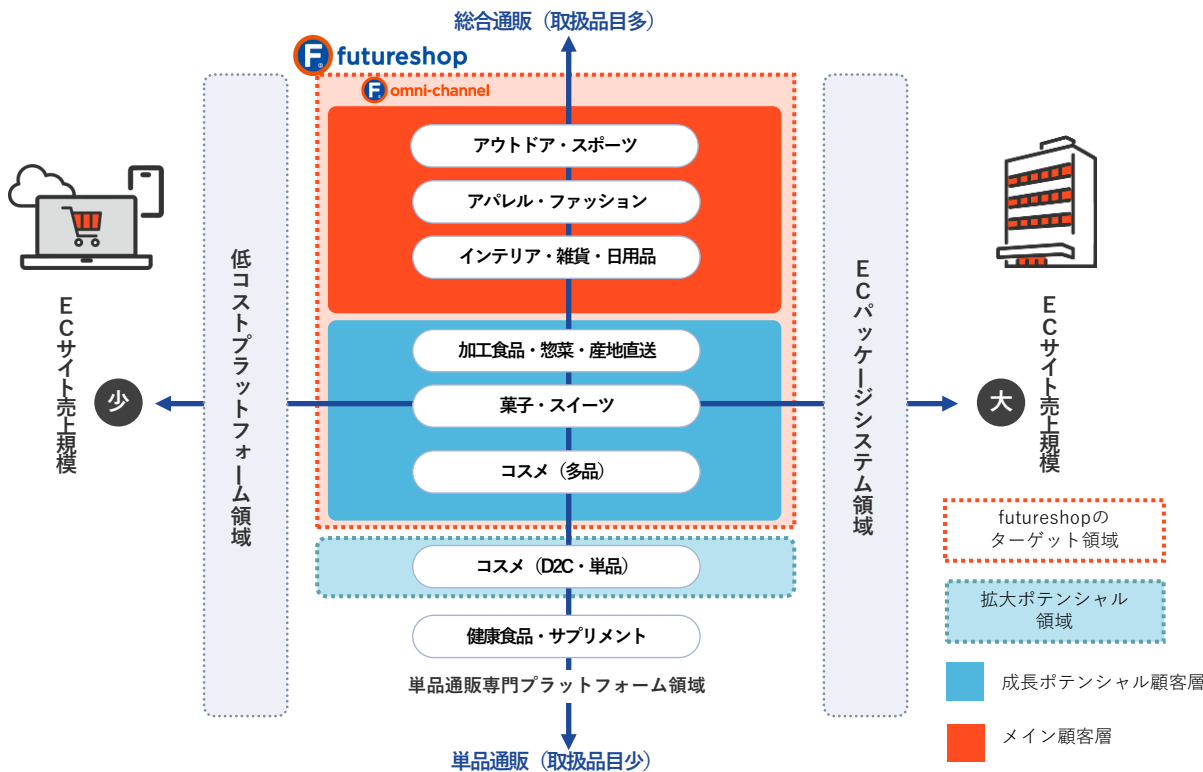 総合通販（取扱品目多）
F futureshop
F omni-channel
アウトドア・スポーツ
アパレル・ファッション
インテリア・雑貨・日用品
加工食品・惣菜・産地直送
菓子・スイーツ
コスメ（多品）
コスメ（D2C・単品）
健康食品・サプリメント
単品通販専門プラットフォーム領域
単品通販（取扱品目少）
ECサイト売上規模
少
低コストプラットフォーム領域
ECパッケージシステム領域
大
ECサイト売上規模
futureshopの
ターゲット領域
拡大ポテンシャル
領域
成長ポテンシャル顧客層
メイン顧客層